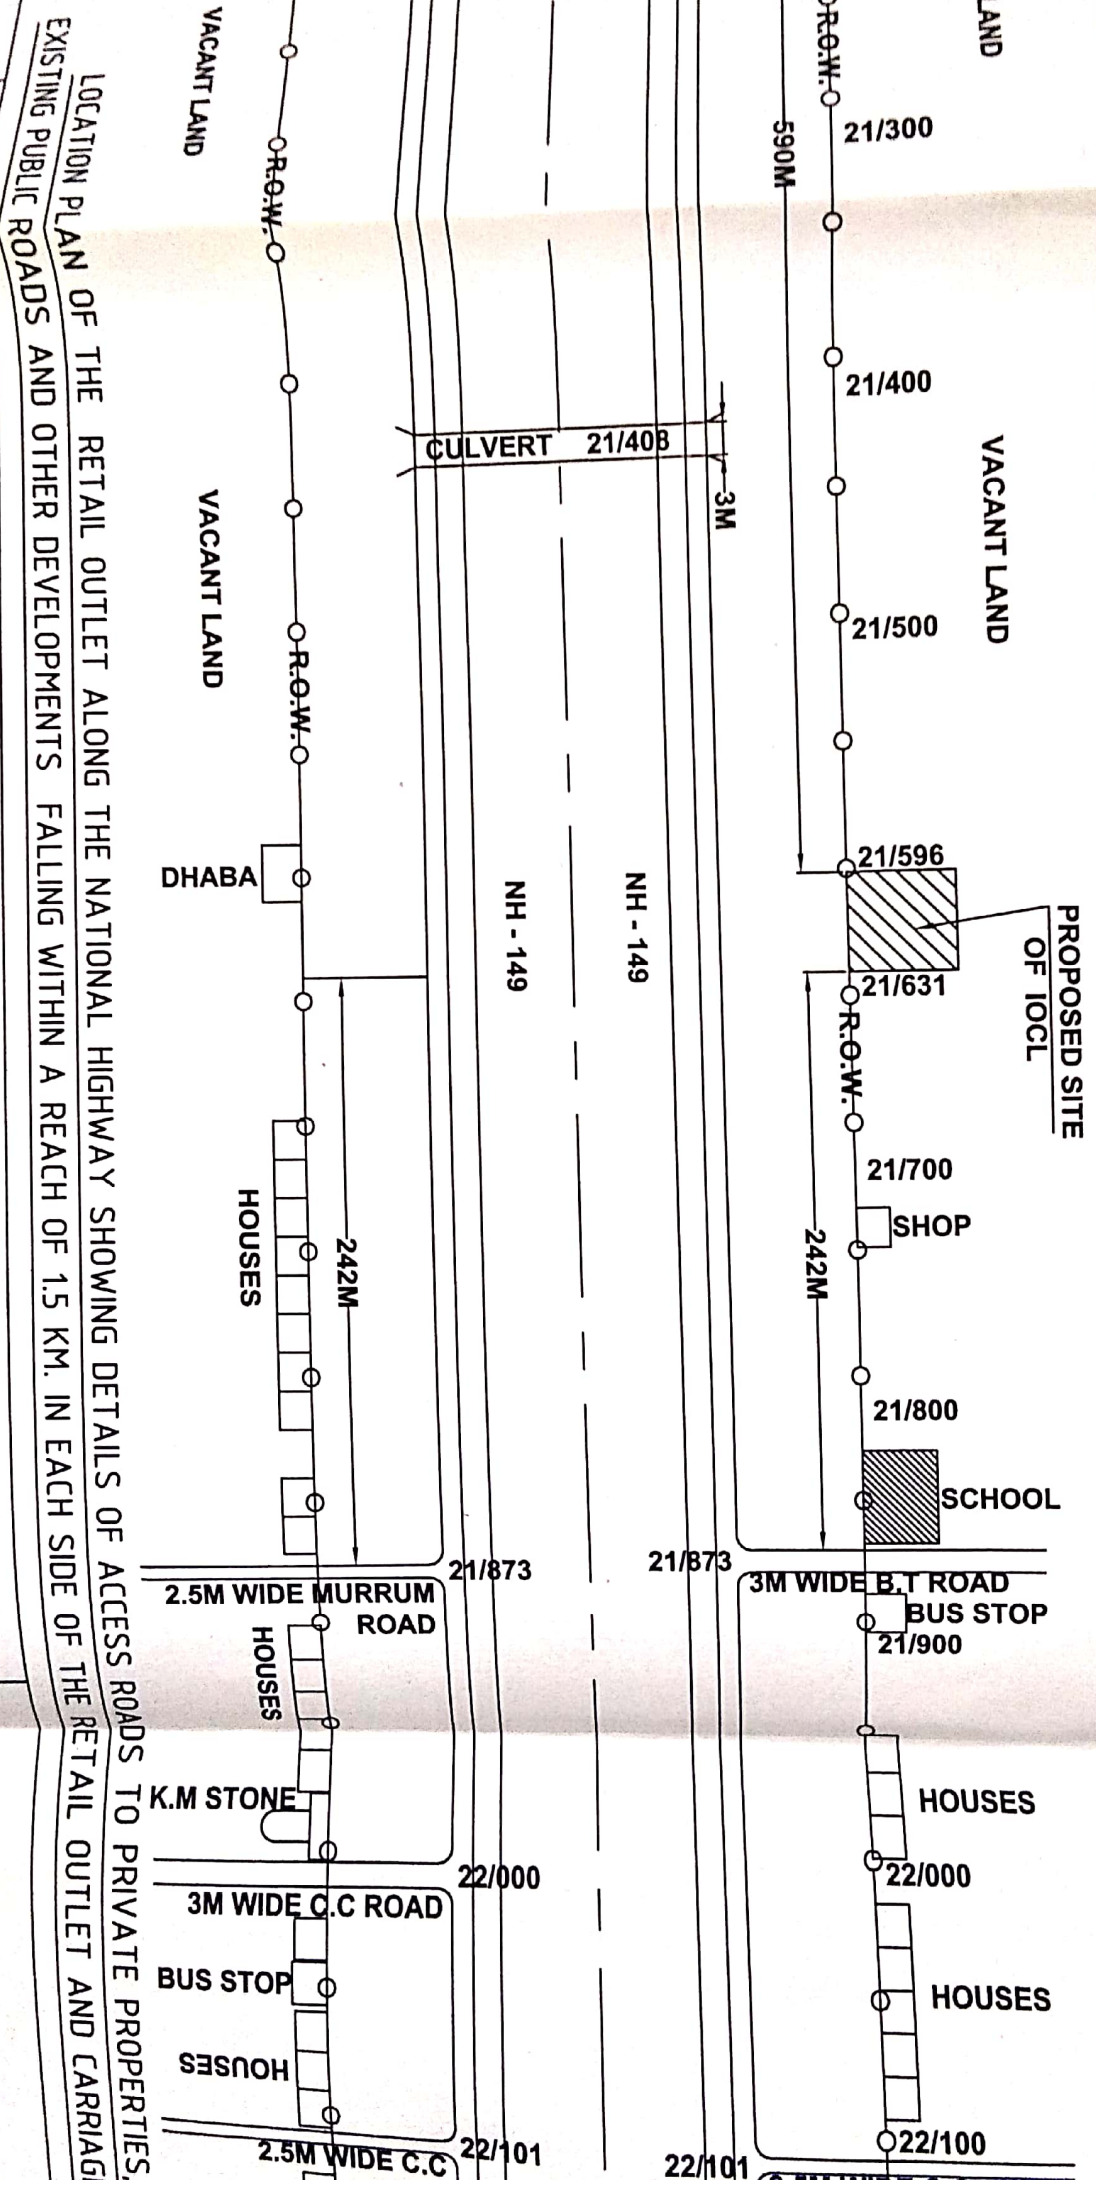 LAND
R.O.W.
21/300
590M
21/400
VACANT LAND
CULVERT 21/408
3M
21/500
21/596
PROPOSED SITE
OF IOCL
21/631
R.O.W.
21/700
SHOP
242M
21/800
SCHOOL
21/873
3M WIDE B.T ROAD
BUS STOP
21/900
HOUSES
22/000
HOUSES
22/100
22/101
NH - 149
NH - 149
VACANT LAND
R.O.W.
VACANT LAND
R.O.W.
DHABA
HOUSES
242M
21/873
2.5M WIDE MURRUM
ROAD
HOUSES
K.M STONE
22/000
3M WIDE C.C ROAD
BUS STOP
HOUSES
22/101
2.5M WIDE C.C
LOCATION PLAN OF THE RETAIL OUTLET ALONG THE NATIONAL HIGHWAY SHOWING DETAILS OF ACCESS ROADS TO PRIVATE PROPERTIES,
EXISTING PUBLIC ROADS AND OTHER DEVELOPMENTS FALLING WITHIN A REACH OF 1.5 KM. IN EACH SIDE OF THE RETAIL OUTLET AND CARRIAG